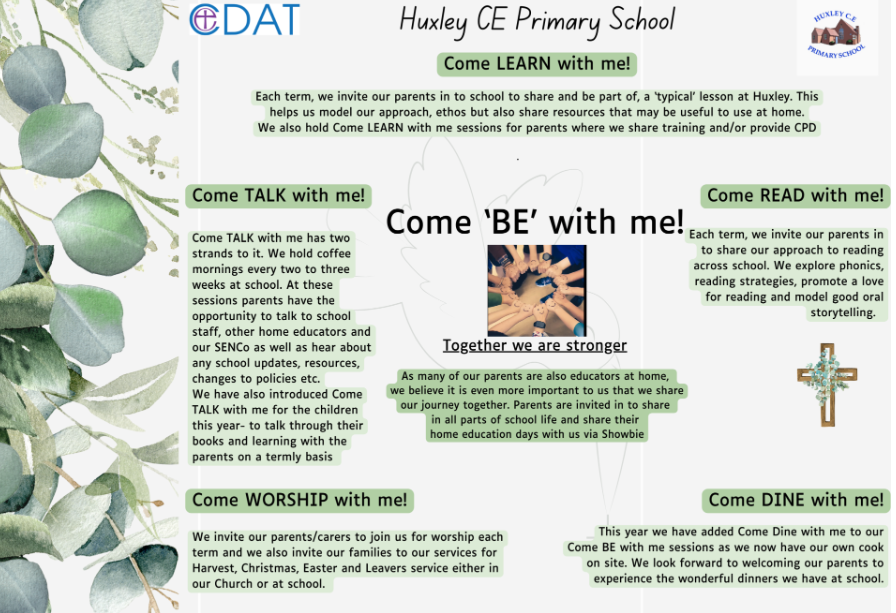 CDAT
Huxley CE Primary School
HUXLEY C.E
PRIMARY SCHOOL
Come LEARN with me!
Each term, we invite our parents in to school to share and be part of, a 'typical' lesson at Huxley. This
helps us model our approach, ethos but also share resources that may be useful to use at home.
We also hold Come LEARN with me sessions for parents where we share training and/or provide CPD
.
Come TALK with me!
Come TALK with me has two
strands to it. We hold coffee
mornings every two to three
weeks at school. At these
sessions parents have the
opportunity to talk to school
staff, other home educators and
our SENCo as well as hear about
any school updates, resources,
changes to policies etc.
We have also introduced Come
TALK with me for the children
this year- to talk through their
books and learning with the
parents on a termly basis
Come 'BE' with me!
Together we are stronger
As many of our parents are also educators at home,
we believe it is even more important to us that we share
our journey together. Parents are invited in to share
in all parts of school life and share their
home education days with us via Showbie
Come READ with me!
Each term, we invite our parents in
to share our approach to reading
across school. We explore phonics,
reading strategies, promote a love
for reading and model good oral
storytelling.
Come WORSHIP with me!
We invite our parents/carers to join us for worship each
term and we also invite our families to our services for
Harvest, Christmas, Easter and Leavers service either in
our Church or at school.
Come DINE with me!
This year we have added Come Dine with me to our
Come BE with me sessions as we now have our own cook
on site. We look forward to welcoming our parents to
experience the wonderful dinners we have at school.